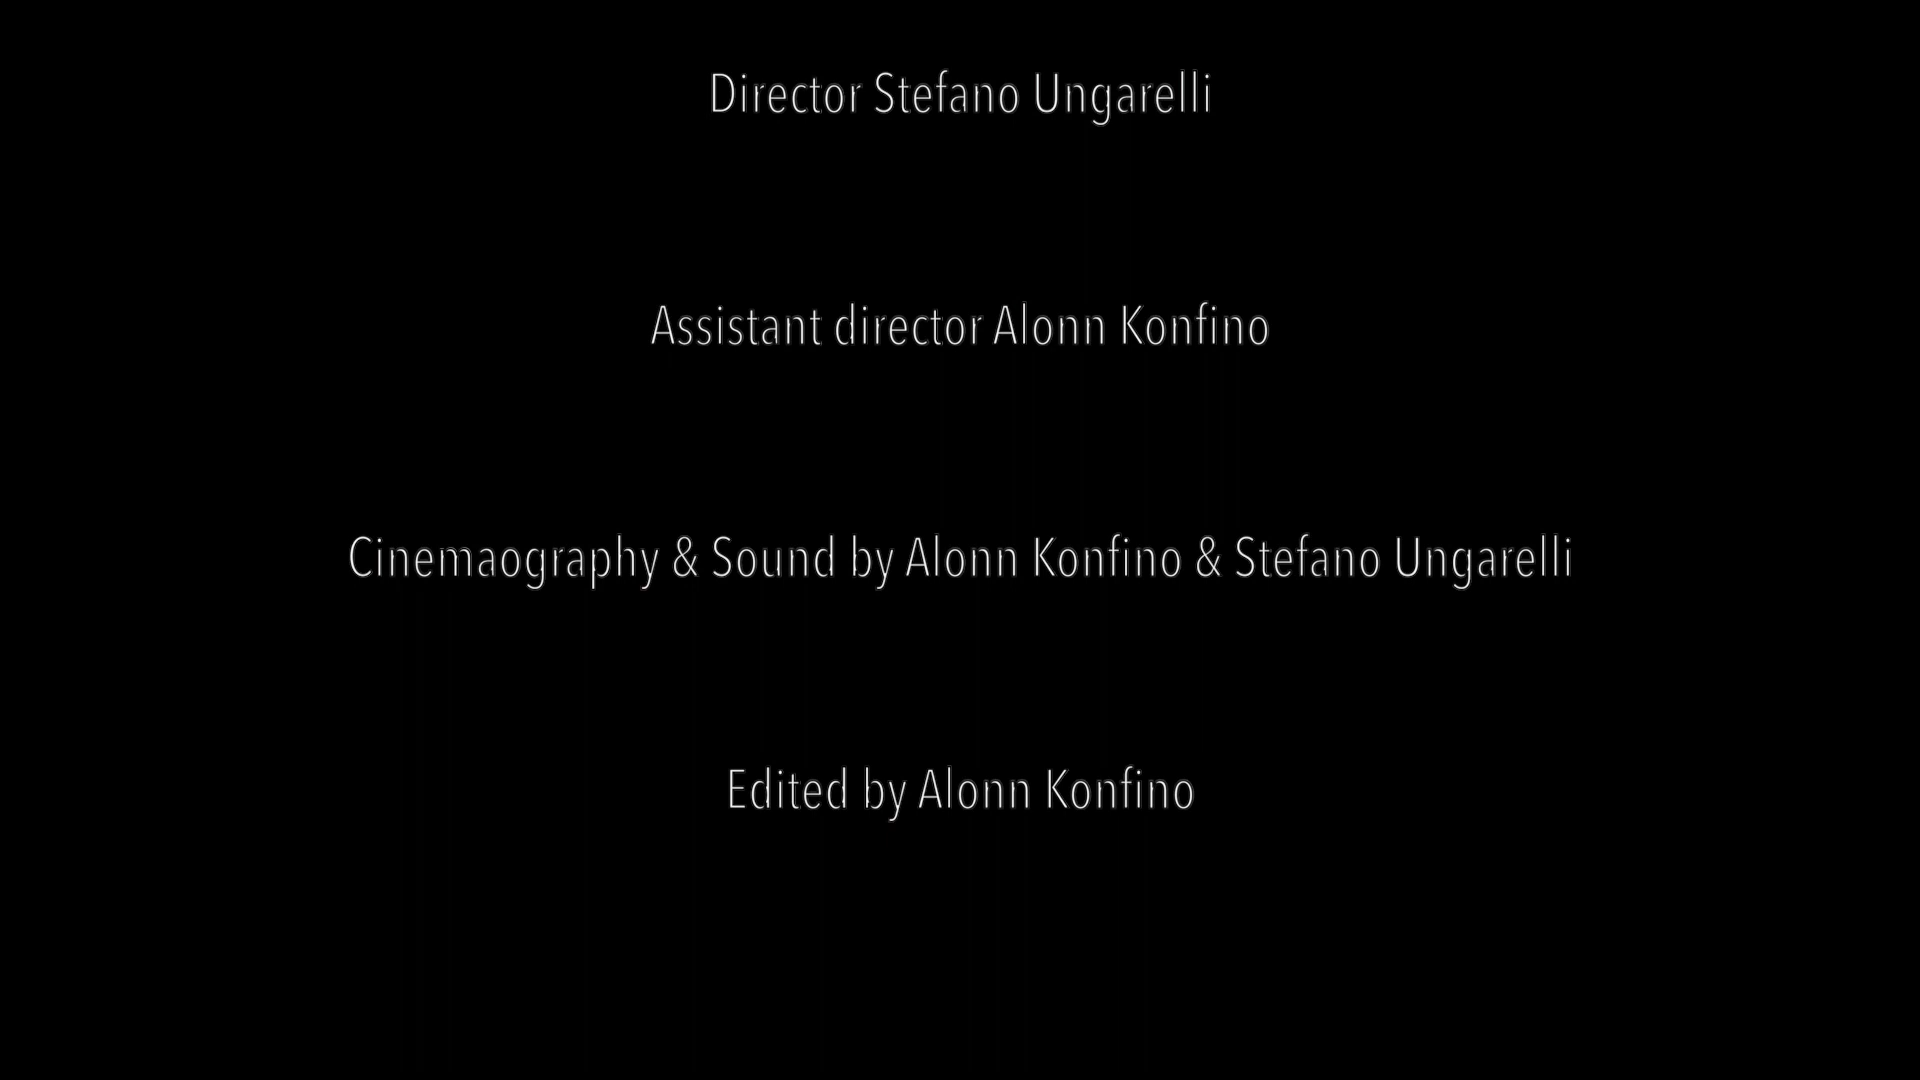 Director Stefano Ungarelli
Assistant director Alonn Konfino
Cinemaography & Sound by Alonn Konfino & Stefano Ungarelli
Edited by Alonn Konfino